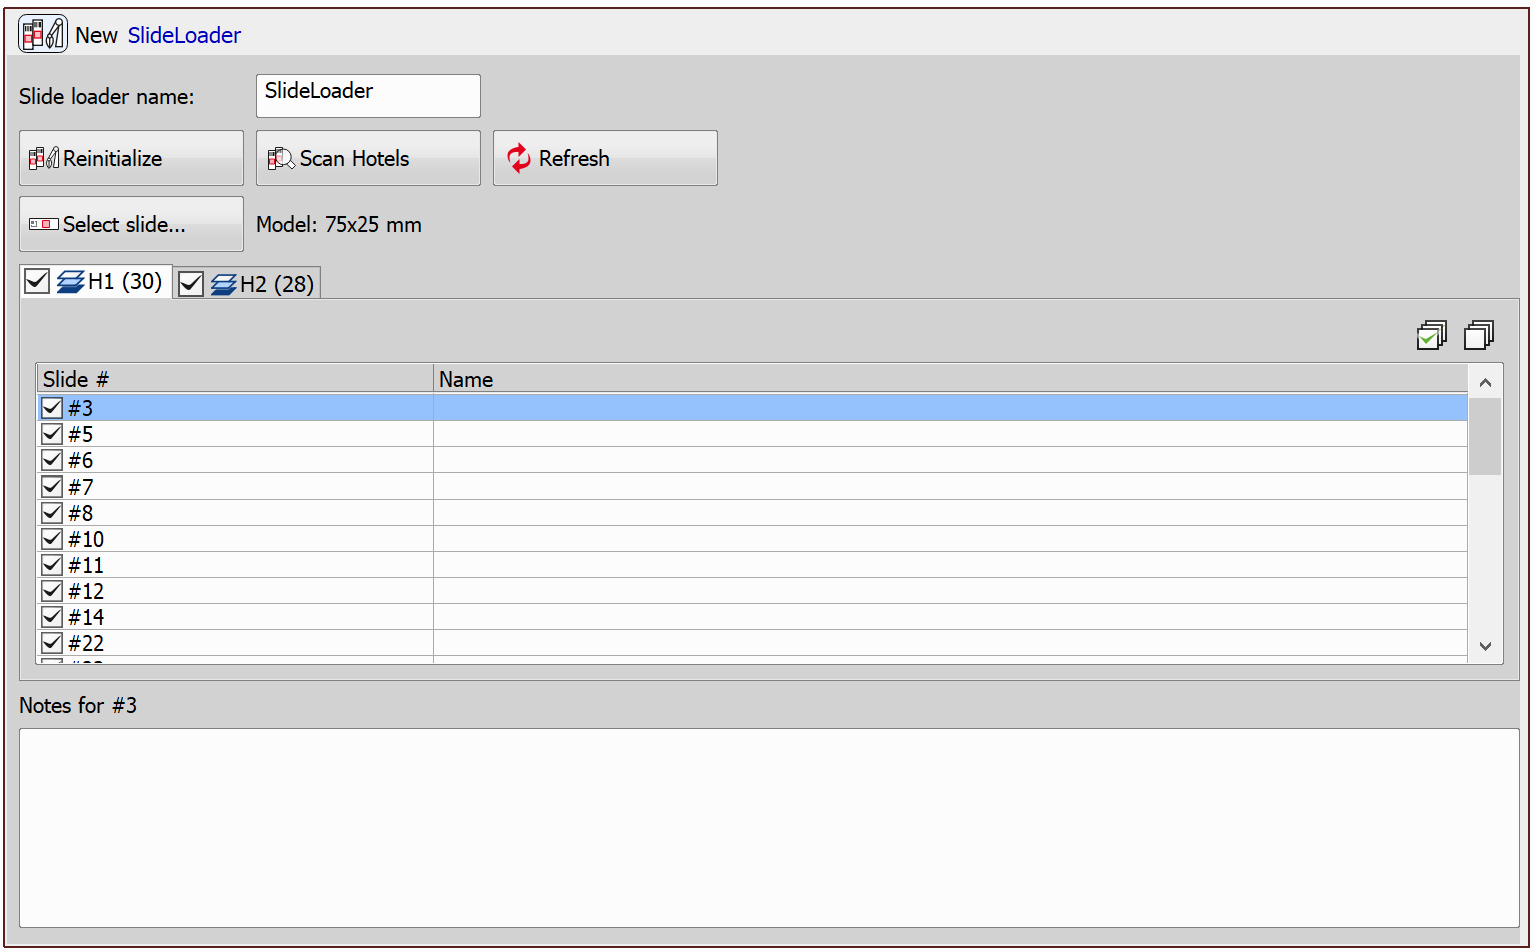 New SlideLoader
Slide loader name: SlideLoader
Reinitialize Scan Hotels Refresh
Select slide... Model: 75x25 mm
H1 (30) H2 (28)
Slide # Name
#3
#5
#6
#7
#8
#10
#11
#12
#14
#22
Notes for #3